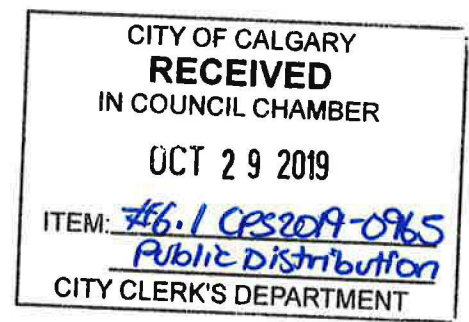 CITY OF CALGARY
RECEIVED
IN COUNCIL CHAMBER
OCT 29 2019
ITEM: #6.1 CPS2019-0965
Public Distribution
CITY CLERK'S DEPARTMENT